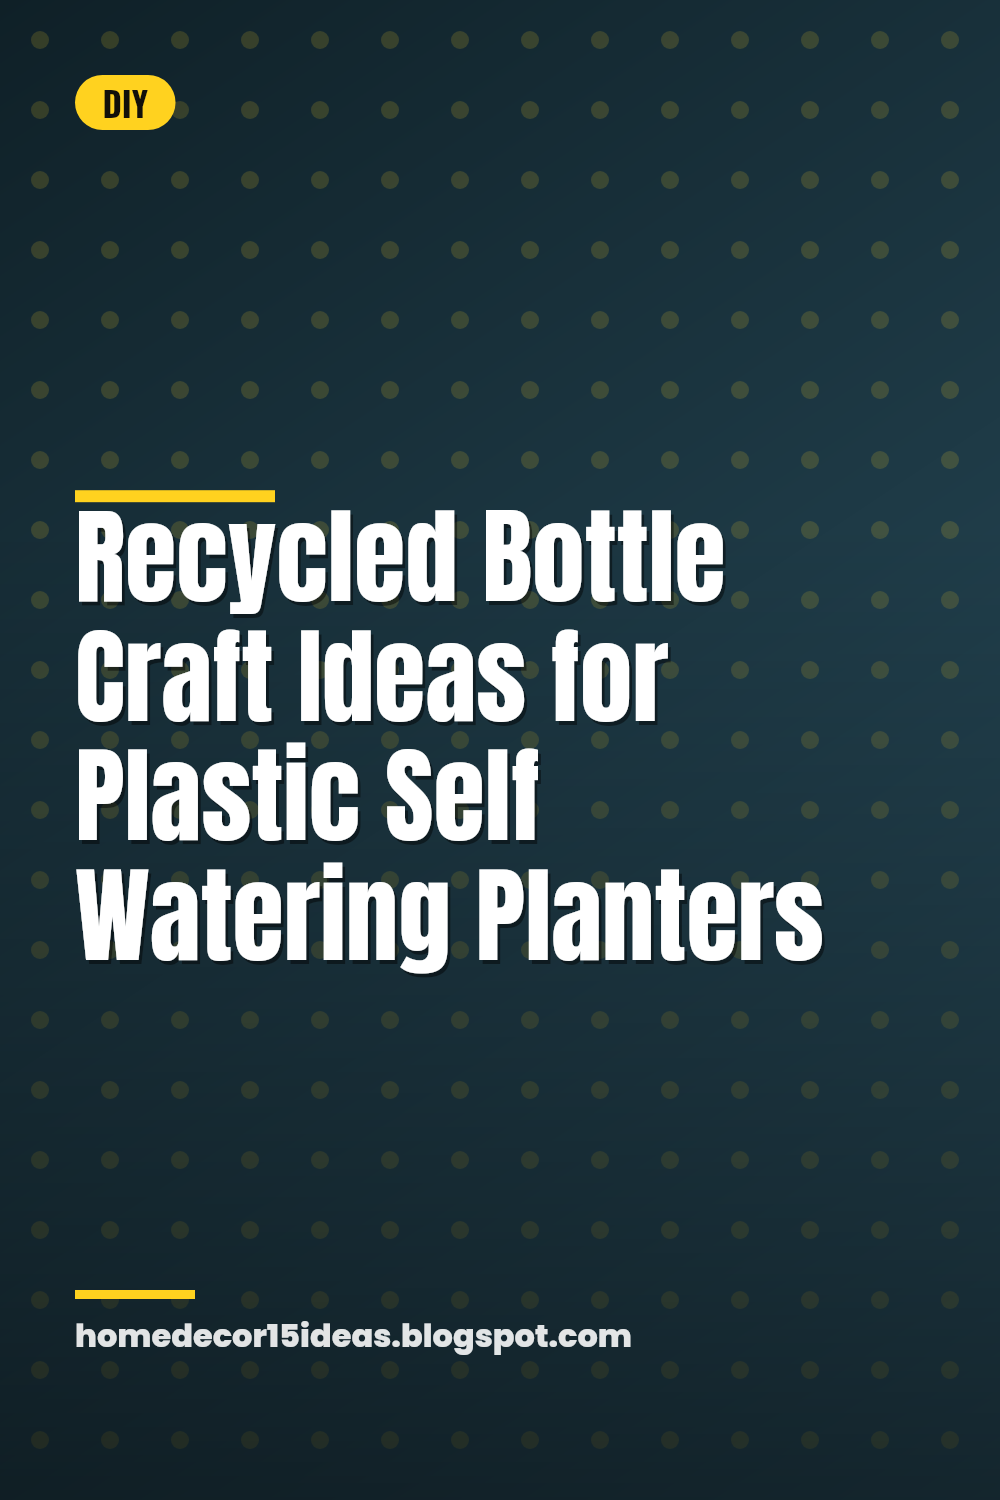 DIY
Recycled Bottle
Craft Ideas for
Plastic Self
Watering Planters
homedecor15ideas.blogspot.com